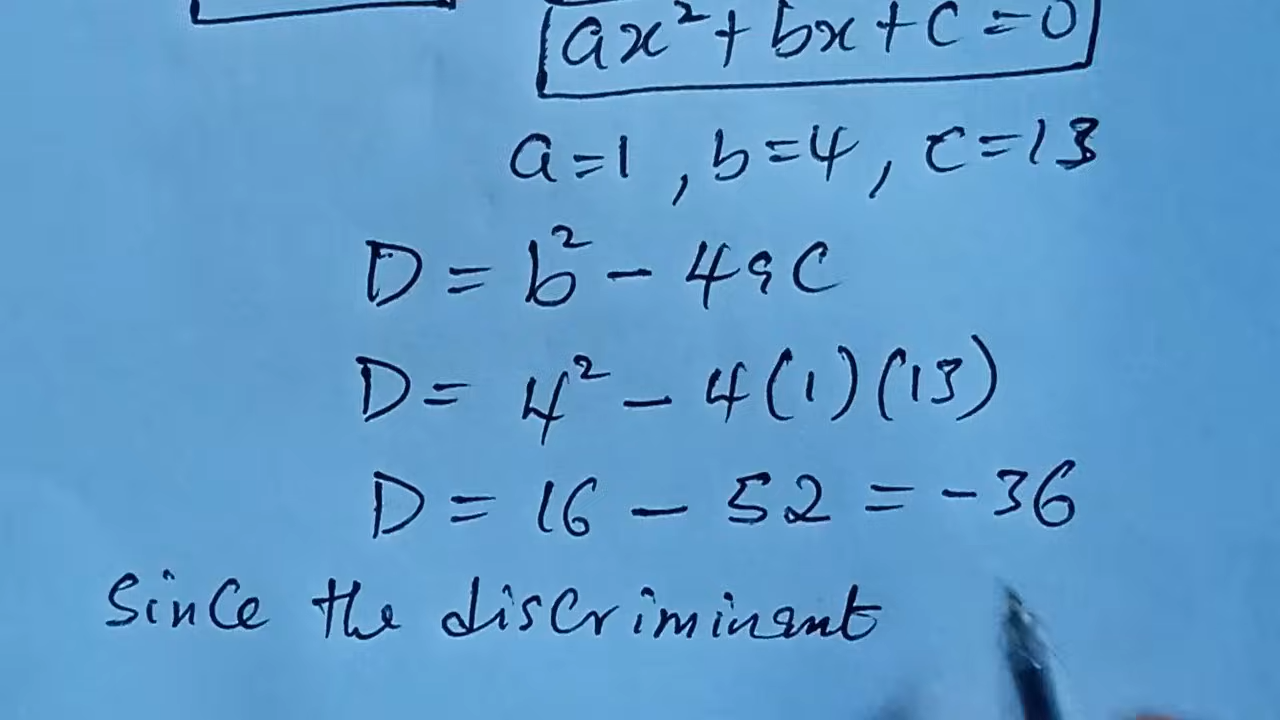 ax²+bx+c=0
a=1, b=4, c=13
D = b² - 4ac
D = 4² - 4(1)(13)
D = 16 - 52 = -36
Since the discriminant